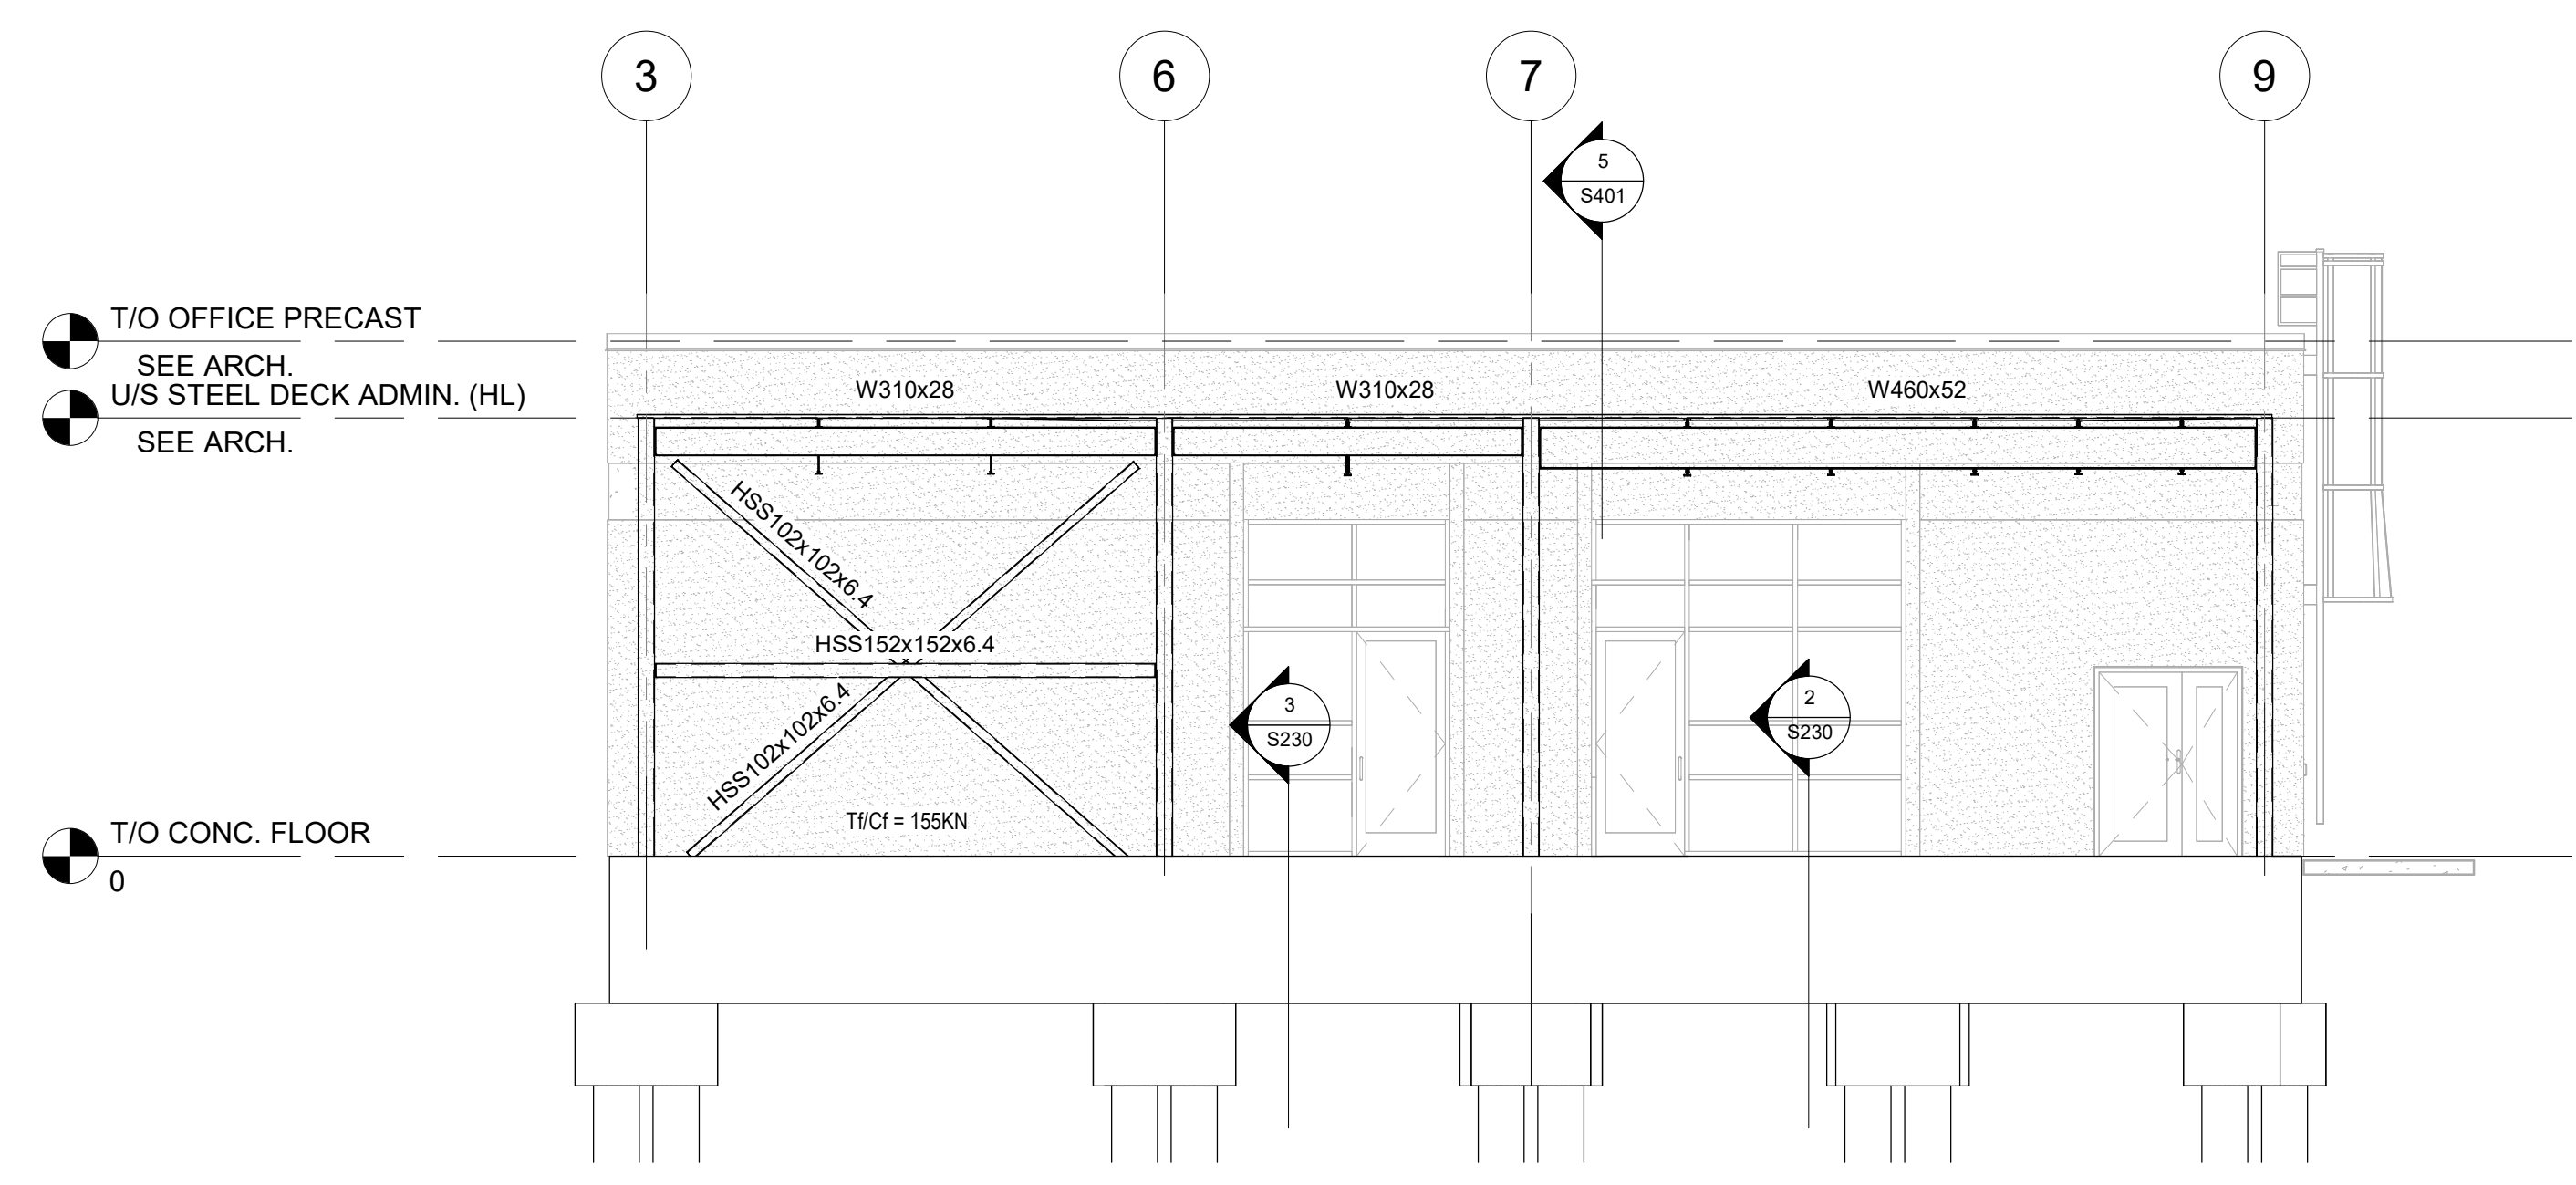 3
6
7
9
5
S401
T/O OFFICE PRECAST
SEE ARCH.
U/S STEEL DECK ADMIN. (HL)
SEE ARCH.
W310x28
W310x28
W460x52
HSS102x102x6.4
HSS152x152x6.4
HSS102x102x6.4
3
S230
2
S230
Tf/Cf = 155KN
T/O CONC. FLOOR
0